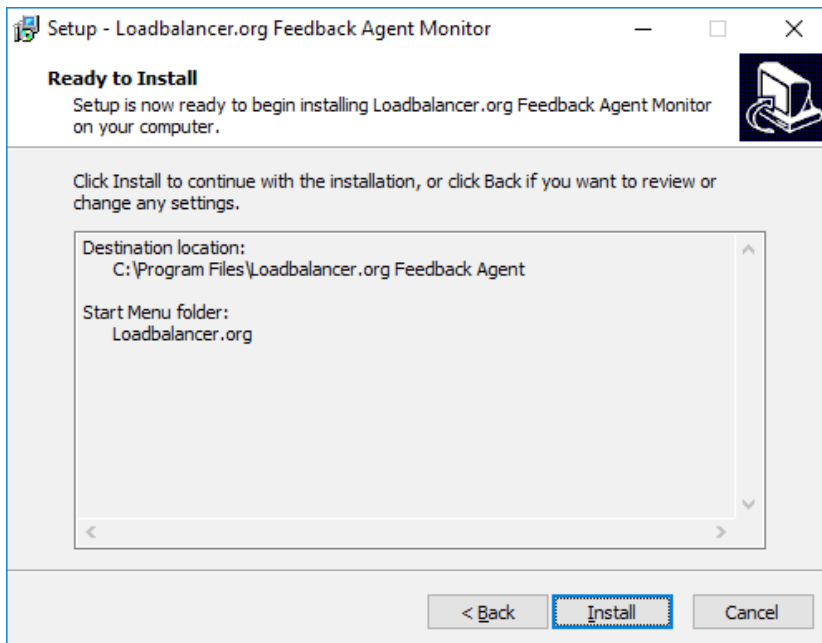 Setup - Loadbalancer.org Feedback Agent Monitor
Ready to Install
Setup is now ready to begin installing Loadbalancer.org Feedback Agent Monitor
on your computer.
Click Install to continue with the installation, or click Back if you want to review or
change any settings.
Destination location:
C:\Program Files\Loadbalancer.org Feedback Agent
Start Menu folder:
Loadbalancer.org
< Back
Install
Cancel